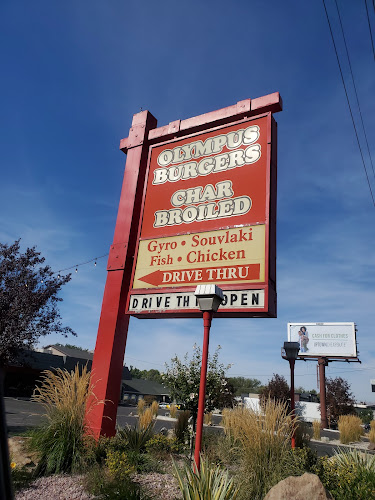 OLYMPUS
BURGERS
CHAR
BROILED
Gyro • Souvlaki
Fish • Chicken
DRIVE THRU
DRIVE TH OPEN